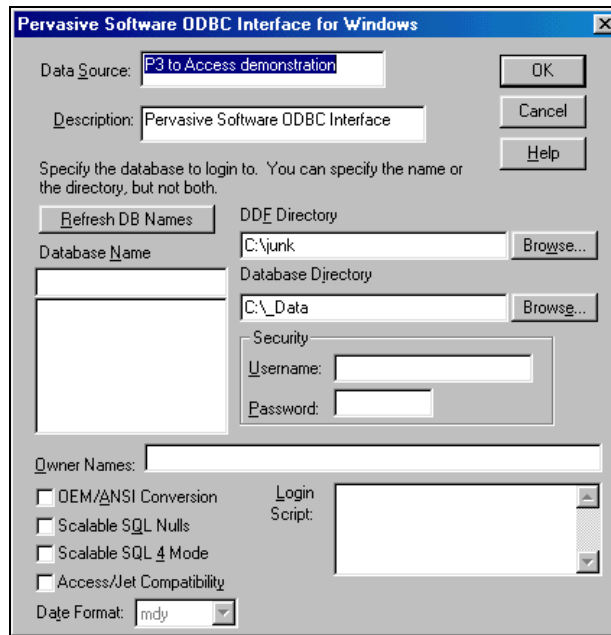 Pervasive Software ODBC Interface for Windows
Data Source: P3 to Access demonstration
OK
Description: Pervasive Software ODBC Interface
Cancel
Help
Specify the database to login to. You can specify the name or
the directory, but not both.
Refresh DB Names
DDF Directory
C:\junk
Browse...
Database Name
Database Directory
C:\_Data
Browse...
Security
Username:
Password:
Owner Names:
OEM/ANSI Conversion
Login
Script:
Scalable SQL Nulls
Scalable SQL 4 Mode
Access/Jet Compatibility
Date Format: mdy